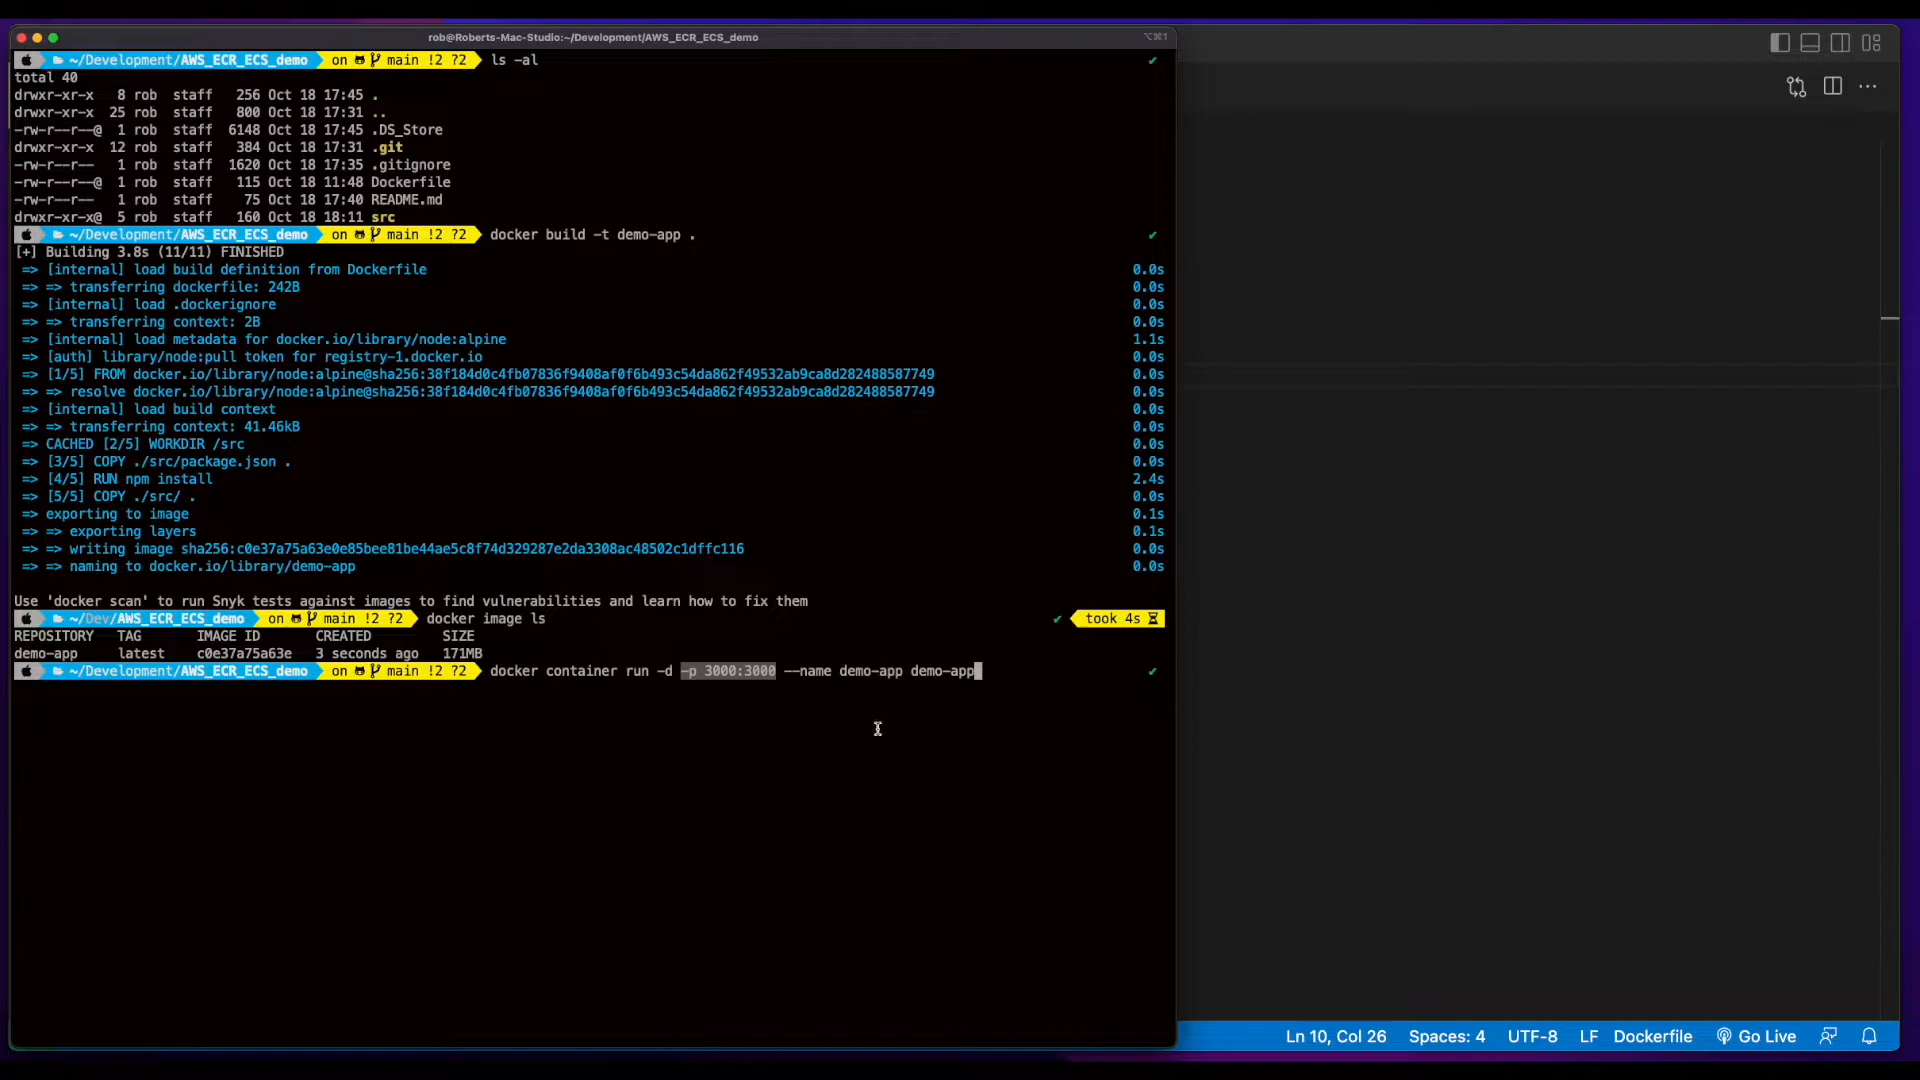 rob@Roberts-Mac-Studio:~/Development/AWS_ECR_ECS_demo
⌥⌘1
~/Development/AWS_ECR_ECS_demo on main !2 ?2 ls -al ✔
total 40
drwxr-xr-x 8 rob staff 256 Oct 18 17:45 .
drwxr-xr-x 25 rob staff 800 Oct 18 17:31 ..
-rw-r--r--@ 1 rob staff 6148 Oct 18 17:45 .DS_Store
drwxr-xr-x 12 rob staff 384 Oct 18 17:31 .git
-rw-r--r-- 1 rob staff 1620 Oct 18 17:35 .gitignore
-rw-r--r--@ 1 rob staff 115 Oct 18 11:48 Dockerfile
-rw-r--r-- 1 rob staff 75 Oct 18 17:40 README.md
drwxr-xr-x@ 5 rob staff 160 Oct 18 18:11 src
~/Development/AWS_ECR_ECS_demo on main !2 ?2 docker build -t demo-app . ✔
[+] Building 3.8s (11/11) FINISHED
=> [internal] load build definition from Dockerfile 0.0s
=> => transferring dockerfile: 242B 0.0s
=> [internal] load .dockerignore 0.0s
=> => transferring context: 2B 0.0s
=> [internal] load metadata for docker.io/library/node:alpine 1.1s
=> [auth] library/node:pull token for registry-1.docker.io 0.0s
=> [1/5] FROM docker.io/library/node:alpine@sha256:38f184d0c4fb07836f9408af0f6b493c54da862f49532ab9ca8d282488587749 0.0s
=> => resolve docker.io/library/node:alpine@sha256:38f184d0c4fb07836f9408af0f6b493c54da862f49532ab9ca8d282488587749 0.0s
=> [internal] load build context 0.0s
=> => transferring context: 41.46kB 0.0s
=> CACHED [2/5] WORKDIR /src 0.0s
=> [3/5] COPY ./src/package.json . 0.0s
=> [4/5] RUN npm install 2.4s
=> [5/5] COPY ./src/ . 0.0s
=> exporting to image 0.1s
=> => exporting layers 0.1s
=> => writing image sha256:c0e37a75a63e0e85bee81be44ae5c8f74d329287e2da3308ac48502c1dffc116 0.0s
=> => naming to docker.io/library/demo-app 0.0s
Use 'docker scan' to run Snyk tests against images to find vulnerabilities and learn how to fix them
~/Dev/AWS_ECR_ECS_demo on main !2 ?2 docker image ls ✔ took 4s
REPOSITORY TAG IMAGE ID CREATED SIZE
demo-app latest c0e37a75a63e 3 seconds ago 171MB
~/Development/AWS_ECR_ECS_demo on main !2 ?2 docker container run -d -p 3000:3000 --name demo-app demo-app ✔
Ln 10, Col 26 Spaces: 4 UTF-8 LF Dockerfile Go Live